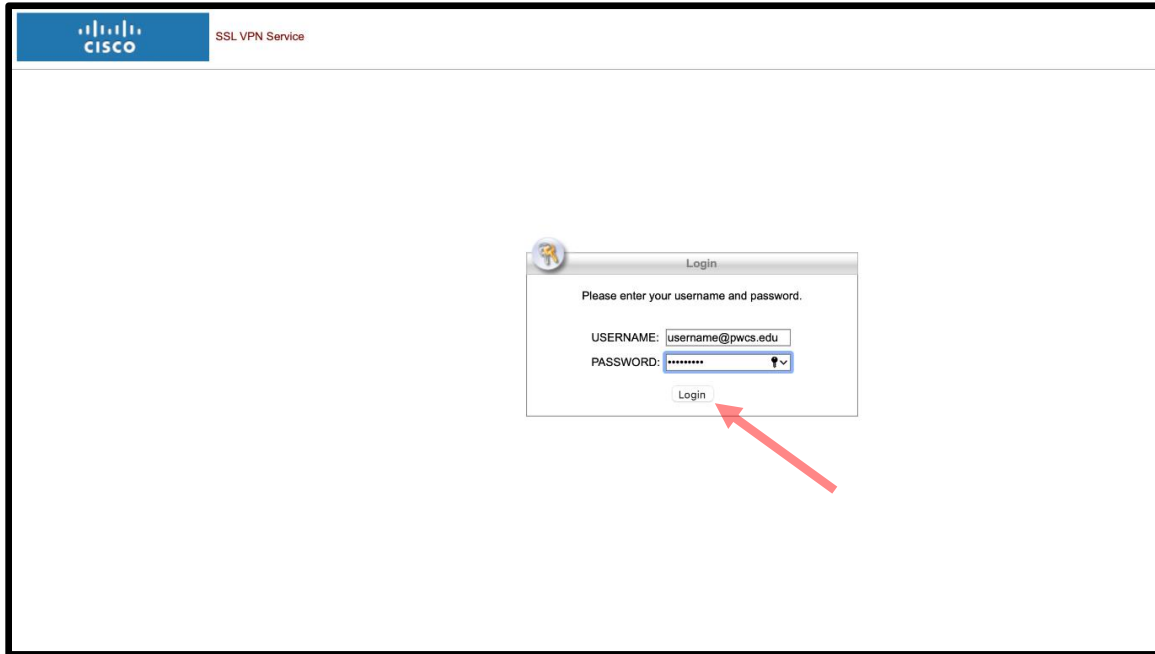 CISCO
SSL VPN Service
Login
Please enter your username and password.
USERNAME: username@pwcs.edu
PASSWORD: •••••••••
Login